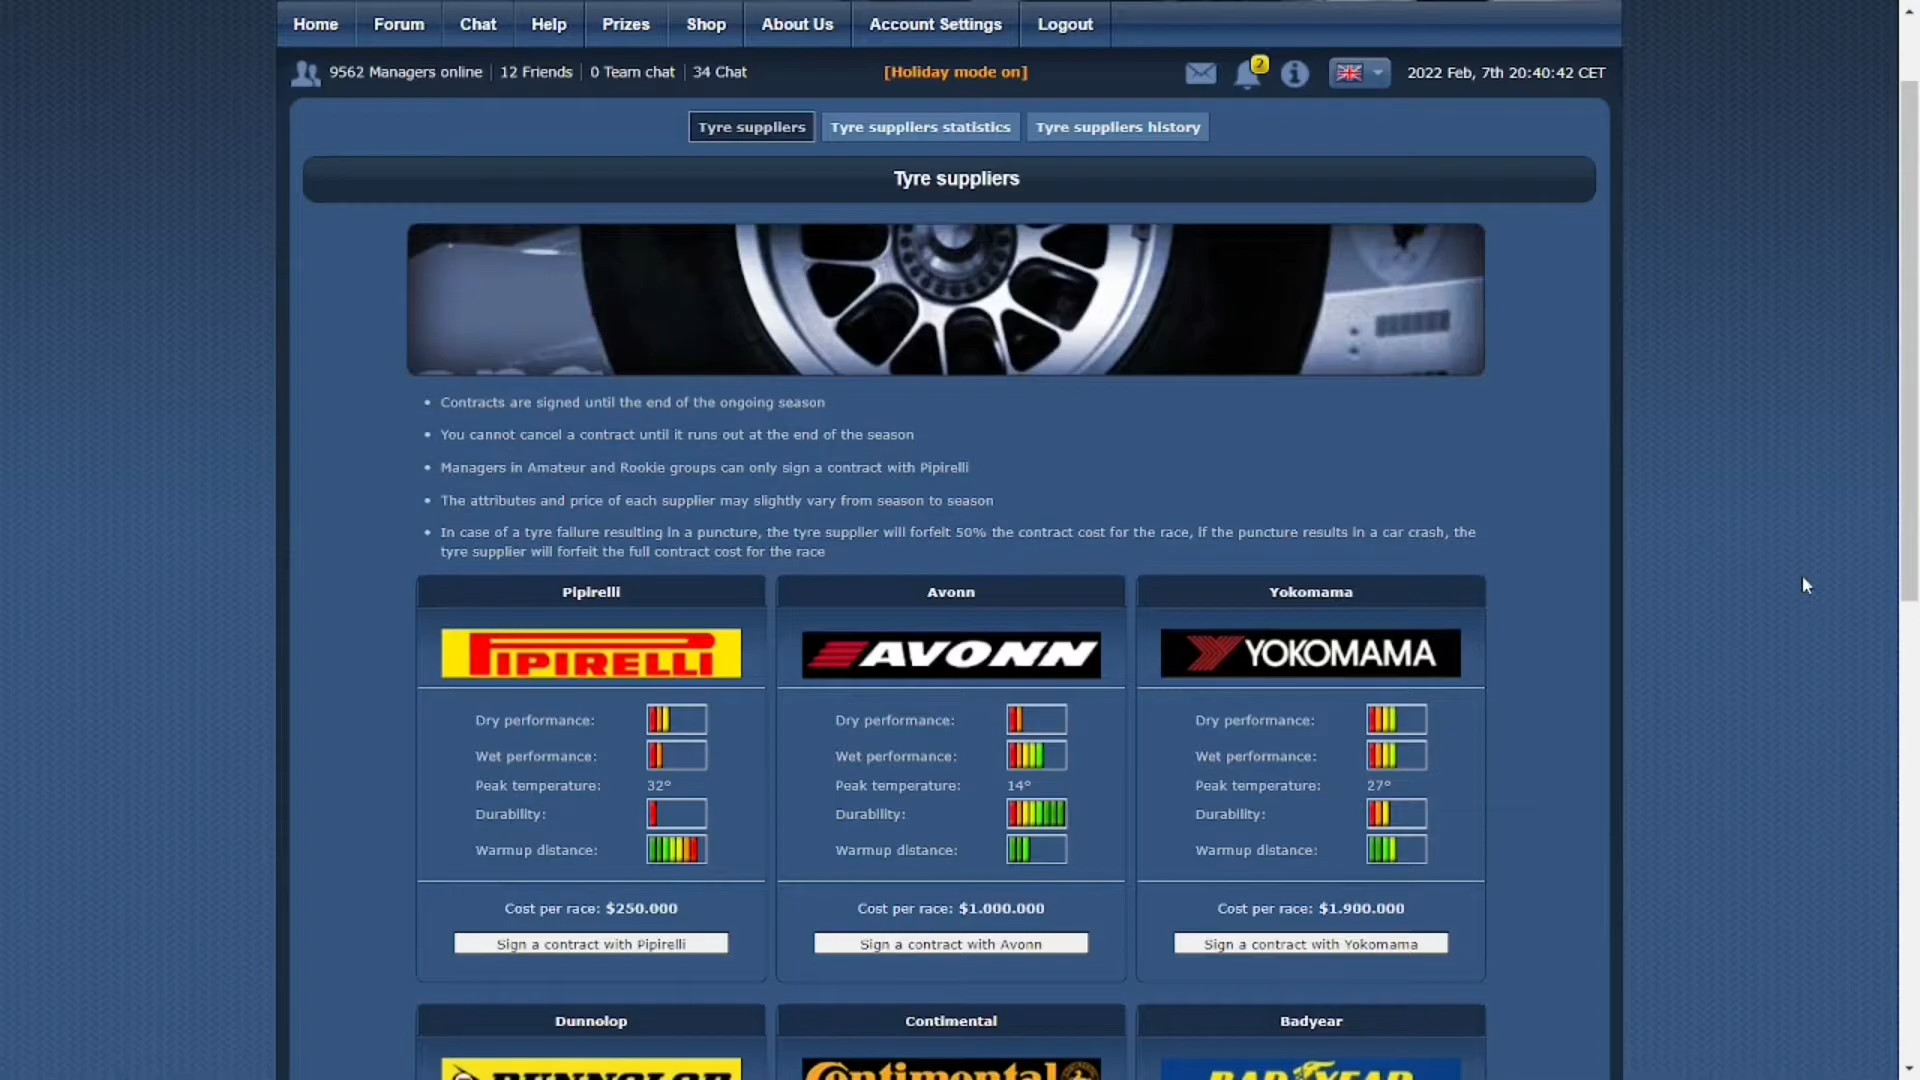 Home Forum Chat Help Prizes Shop About Us Account Settings Logout
9562 Managers online 12 Friends 0 Team chat 34 Chat [Holiday mode on] 2 2022 Feb, 7th 20:40:42 CET
Tyre suppliers Tyre suppliers statistics Tyre suppliers history
Tyre suppliers
• Contracts are signed until the end of the ongoing season
• You cannot cancel a contract until it runs out at the end of the season
• Managers in Amateur and Rookie groups can only sign a contract with Pipirelli
• The attributes and price of each supplier may slightly vary from season to season
• In case of a tyre failure resulting in a puncture, the tyre supplier will forfeit 50% the contract cost for the race, if the puncture results in a car crash, the
tyre supplier will forfeit the full contract cost for the race
Pipirelli
PIPIRELLI
Dry performance:
Wet performance:
Peak temperature: 32°
Durability:
Warmup distance:
Cost per race: $250.000
Sign a contract with Pipirelli
Avonn
AVONN
Dry performance:
Wet performance:
Peak temperature: 14°
Durability:
Warmup distance:
Cost per race: $1.000.000
Sign a contract with Avonn
Yokomama
YOKOMAMA
Dry performance:
Wet performance:
Peak temperature: 27°
Durability:
Warmup distance:
Cost per race: $1.900.000
Sign a contract with Yokomama
Dunnolop
DUNNOLOP
Contimental
Contimental
Badyear
BADYEAR